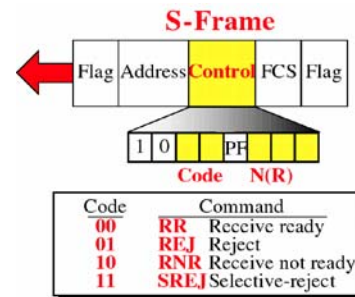 S-Frame
Flag Address Control FCS Flag
1 0 PF
Code N(R)
Code Command
00 RR Receive ready
01 REJ Reject
10 RNR Receive not ready
11 SREJ Selective-reject